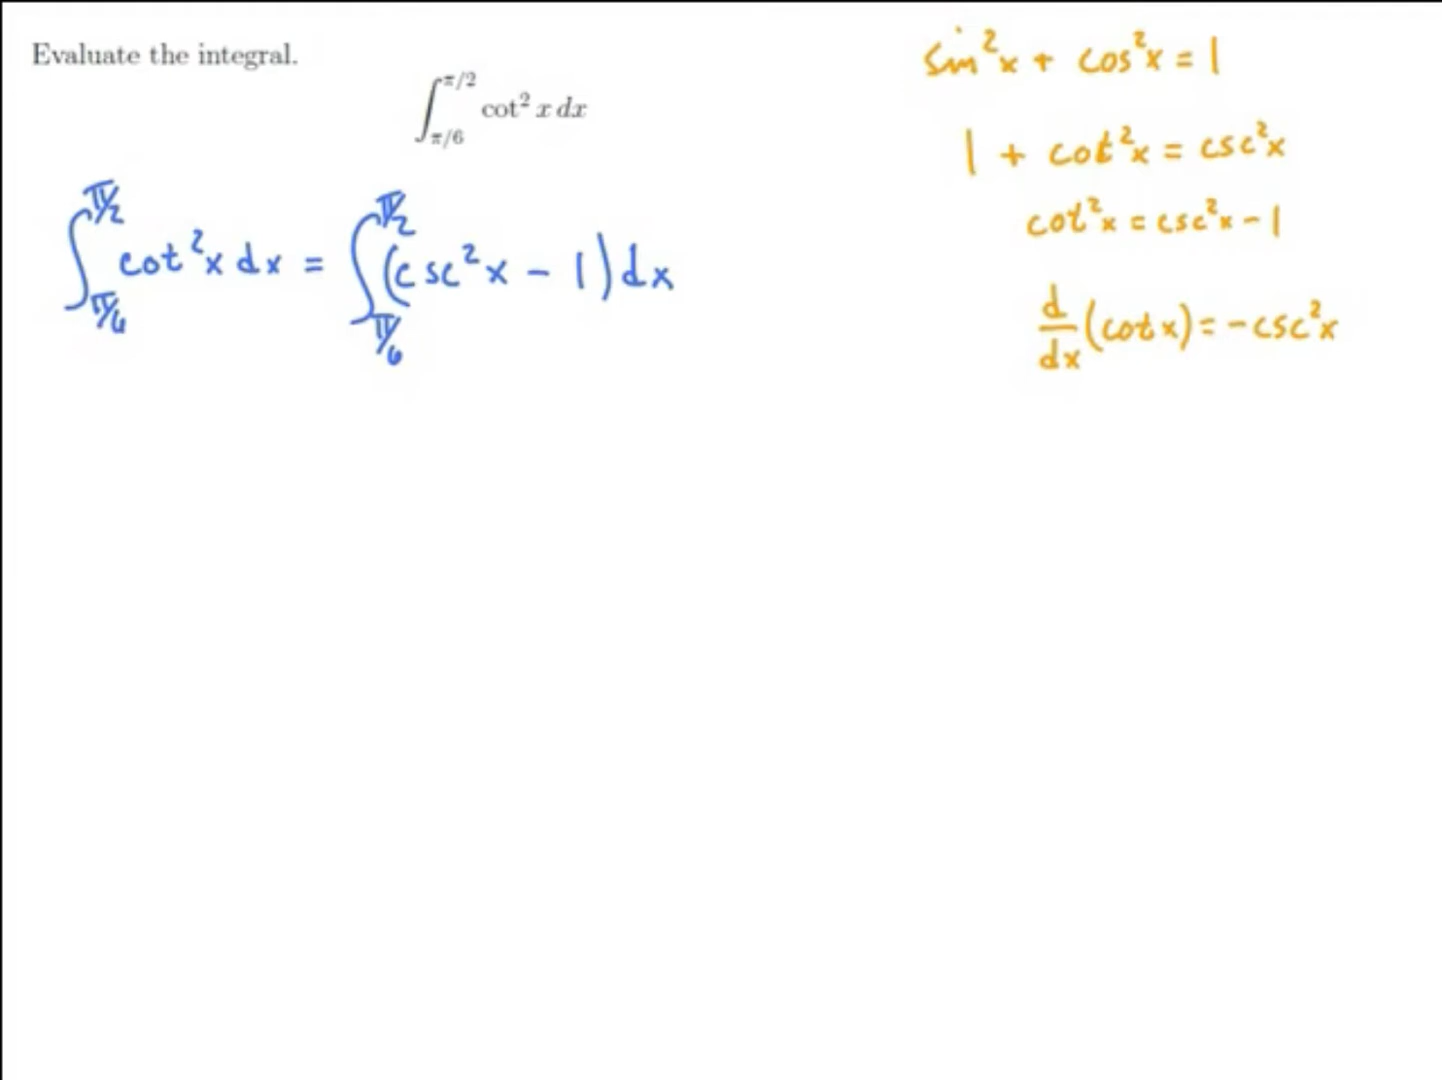 Evaluate the integral.
∫_{π/6}^{π/2} cot² x dx
∫_{π/6}^{π/2} cot²x dx = ∫_{π/6}^{π/2} (csc²x − 1) dx
sin²x + cos²x = 1
1 + cot²x = csc²x
cot²x = csc²x − 1
d/dx (cot x) = −csc²x